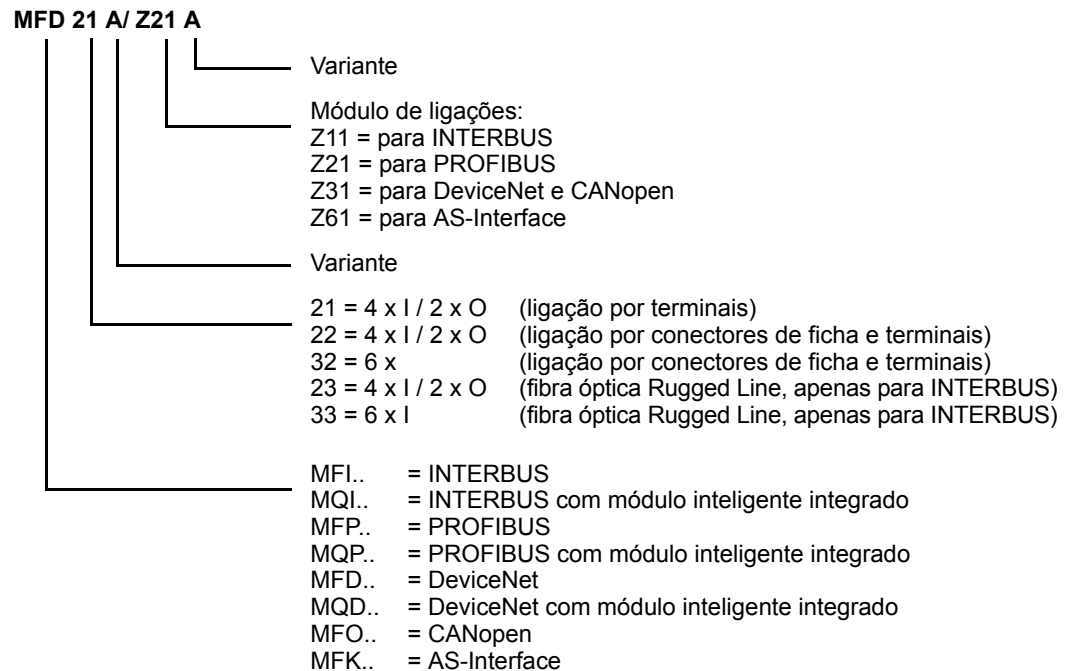 MFD 21 A/ Z21 A
Variante
Módulo de ligações:
Z11 = para INTERBUS
Z21 = para PROFIBUS
Z31 = para DeviceNet e CANopen
Z61 = para AS-Interface
Variante
21 = 4 x I / 2 x O (ligação por terminais)
22 = 4 x I / 2 x O (ligação por conectores de ficha e terminais)
32 = 6 x (ligação por conectores de ficha e terminais)
23 = 4 x I / 2 x O (fibra óptica Rugged Line, apenas para INTERBUS)
33 = 6 x I (fibra óptica Rugged Line, apenas para INTERBUS)
MFI.. = INTERBUS
MQI.. = INTERBUS com módulo inteligente integrado
MFP.. = PROFIBUS
MQP.. = PROFIBUS com módulo inteligente integrado
MFD.. = DeviceNet
MQD.. = DeviceNet com módulo inteligente integrado
MFO.. = CANopen
MFK.. = AS-Interface